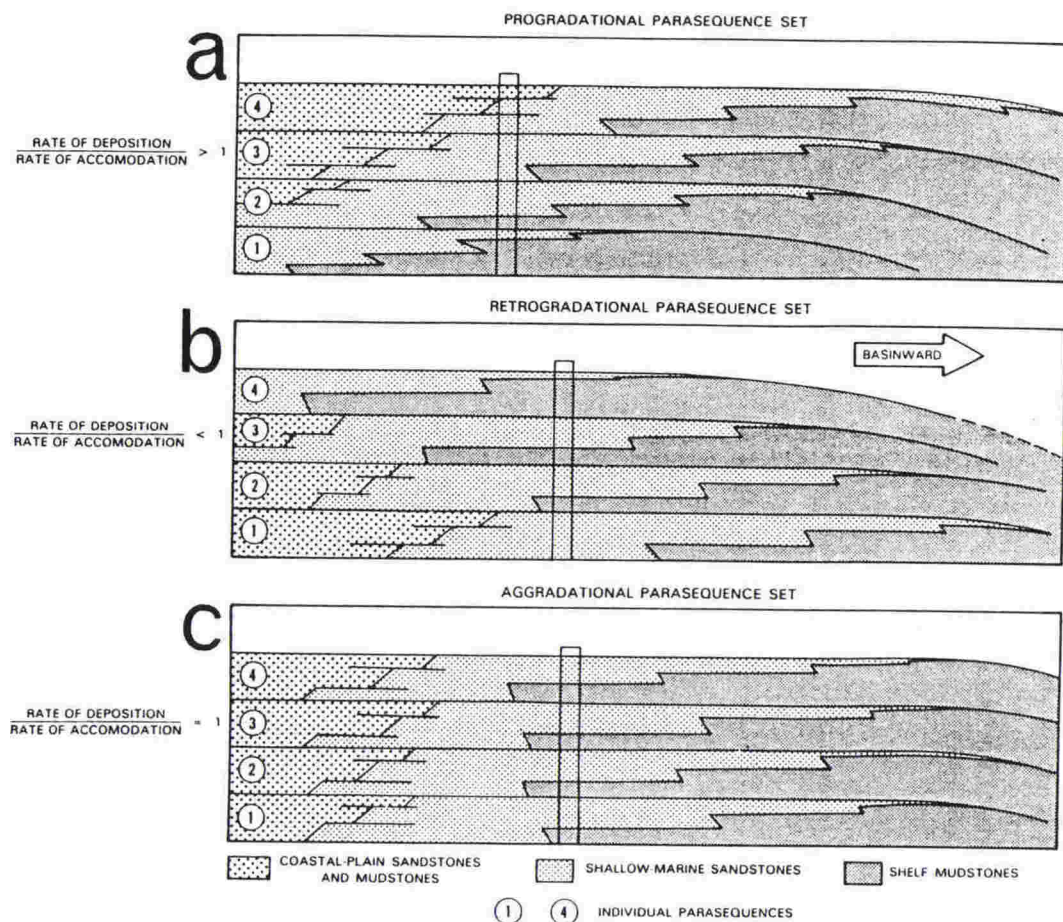 PROGRADATIONAL PARASEQUENCE SET
a
4
3
2
1
RATE OF DEPOSITION
RATE OF ACCOMODATION > 1
RETROGRADATIONAL PARASEQUENCE SET
b
BASINWARD
4
3
2
1
RATE OF DEPOSITION
RATE OF ACCOMODATION < 1
AGGRADATIONAL PARASEQUENCE SET
c
4
3
2
1
RATE OF DEPOSITION
RATE OF ACCOMODATION = 1
COASTAL-PLAIN SANDSTONES
AND MUDSTONES
SHALLOW-MARINE SANDSTONES
SHELF MUDSTONES
1 4 INDIVIDUAL PARASEQUENCES